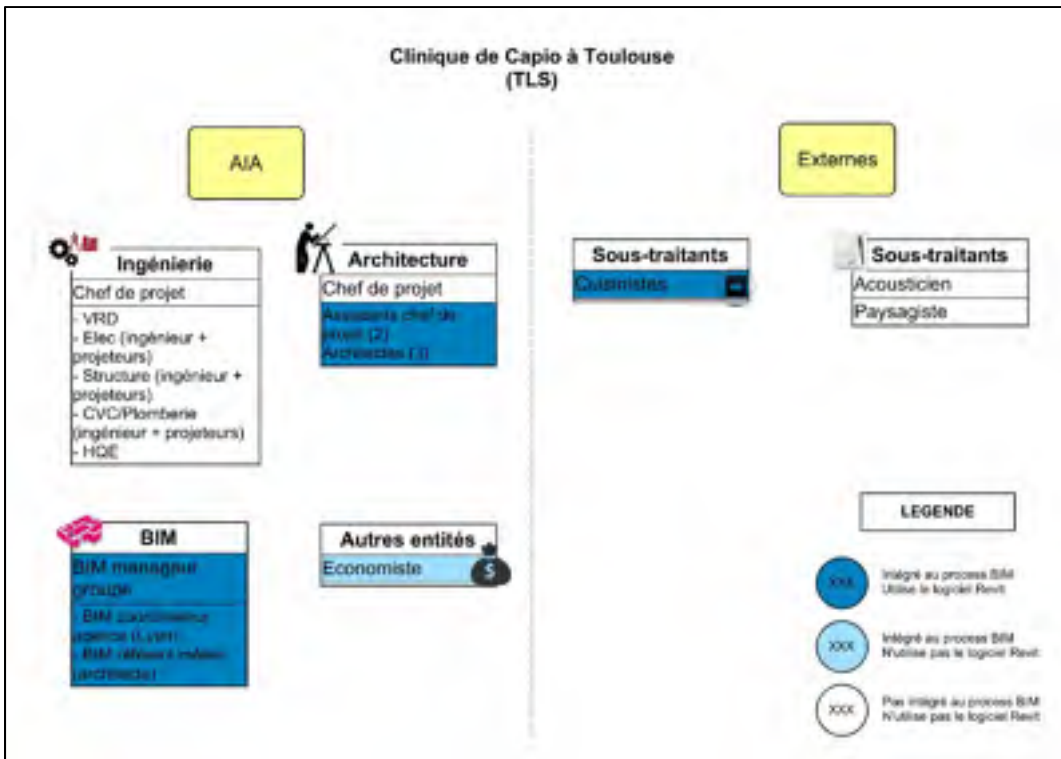 Clinique de Capio à Toulouse
(TLS)
AIA
Externes
Ingénierie
Chef de projet
- VRD
- Elec (ingénieur +
projeteurs)
- Structure (ingénieur +
projeteurs)
- CVC/Plomberie
(ingénieur + projeteurs)
- HQE
Architecture
Chef de projet
Assistants chef de
projet (2)
Architectes (3)
Sous-traitants
Cuisinistes
Sous-traitants
Acousticien
Paysagiste
BIM
BIM manageur
groupe
- BIM coordinateur
agence (Lyon)
- BIM référent métier
(architecte)
Autres entités
Economiste
$
LEGENDE
XXX
Intégré au process BIM
Utilise le logiciel Revit
XXX
Intégré au process BIM
N'utilise pas le logiciel Revit
XXX
Pas intégré au process BIM
N'utilise pas le logiciel Revit